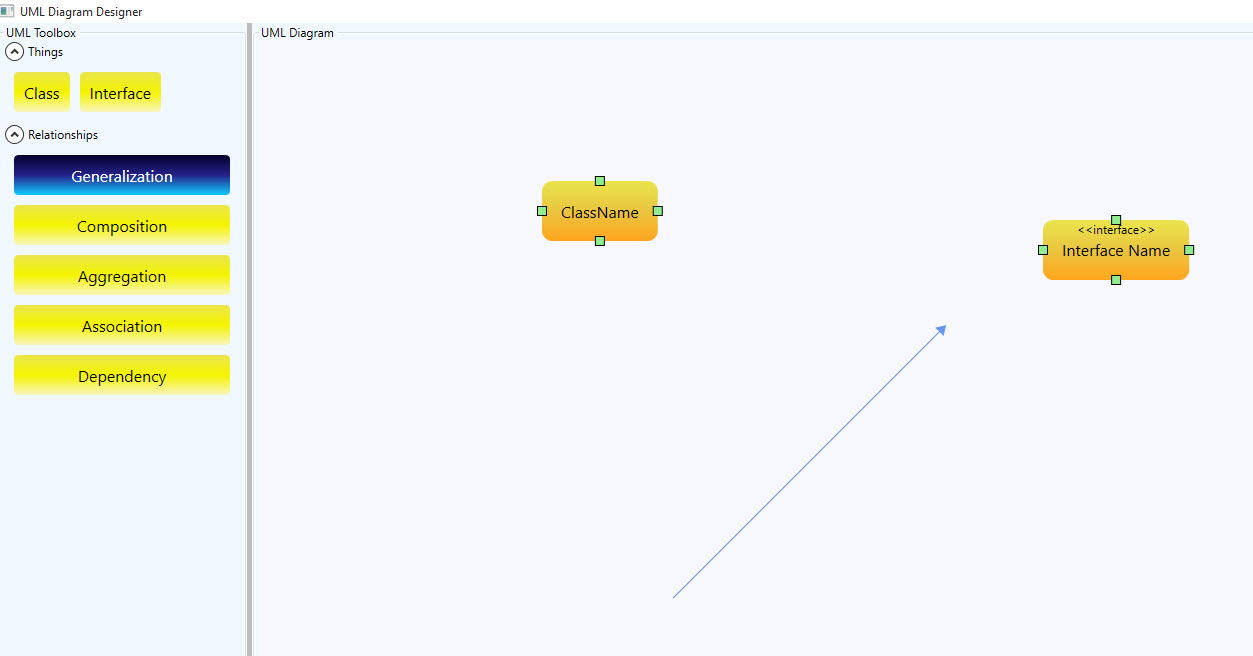 UML Diagram Designer
UML Toolbox
Things
Class
Interface
Relationships
Generalization
Composition
Aggregation
Association
Dependency
UML Diagram
ClassName
<<interface>>
Interface Name